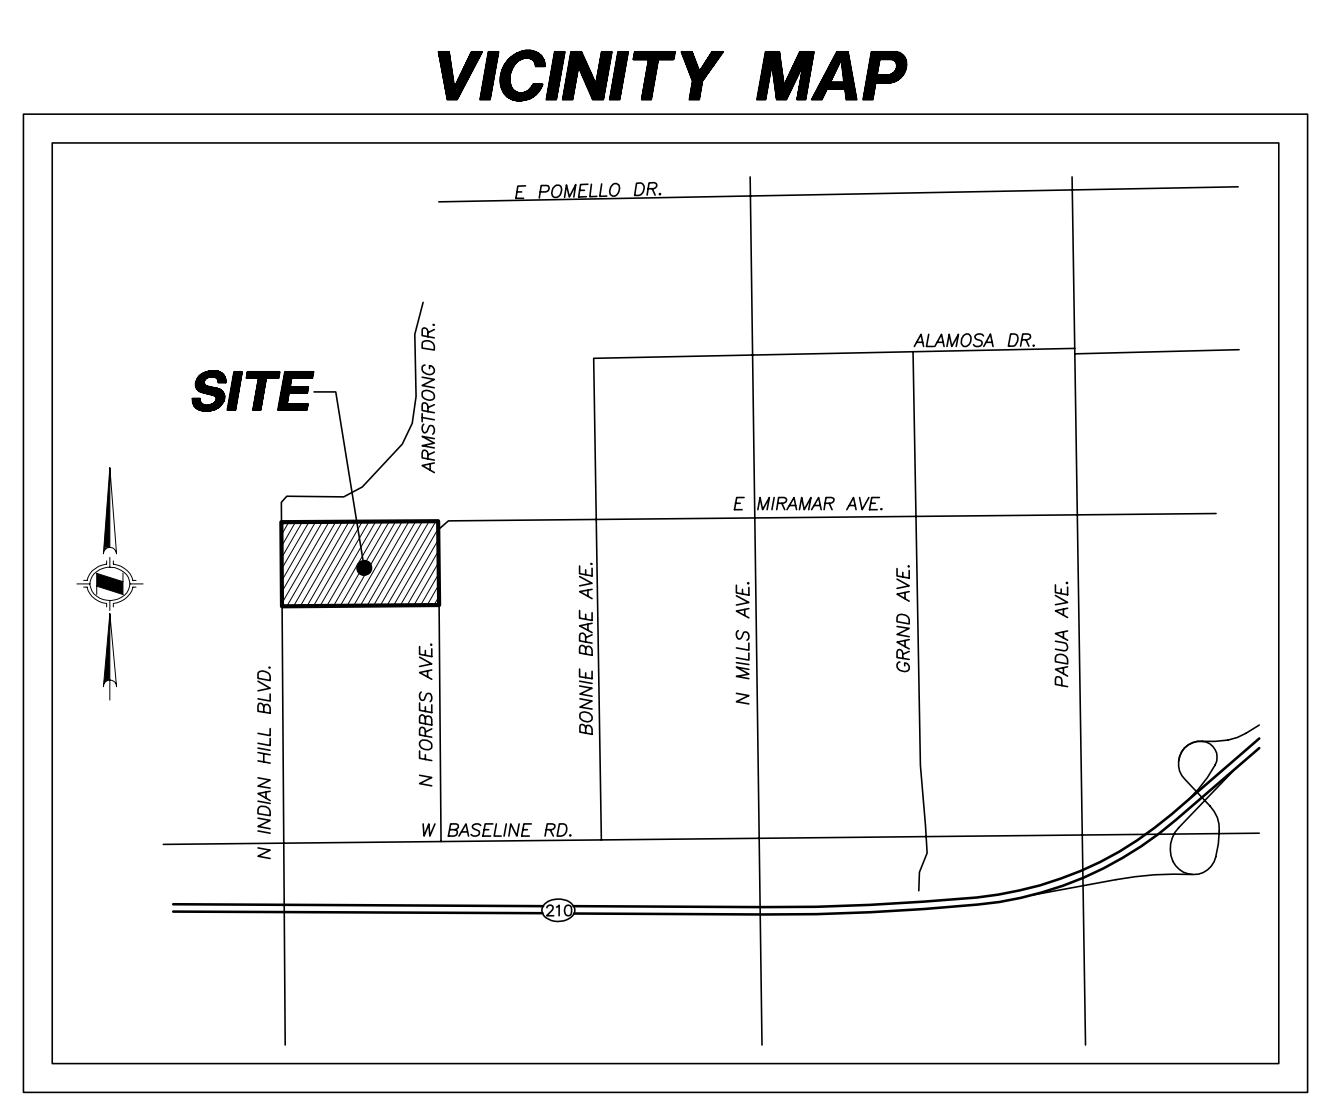 VICINITY MAP
E POMELLO DR.
ALAMOSA DR.
ARMSTRONG DR.
SITE
E MIRAMAR AVE.
BONNIE BRAE AVE.
N MILLS AVE.
GRAND AVE.
PADUA AVE.
N INDIAN HILL BLVD.
N FORBES AVE.
W BASELINE RD.
210